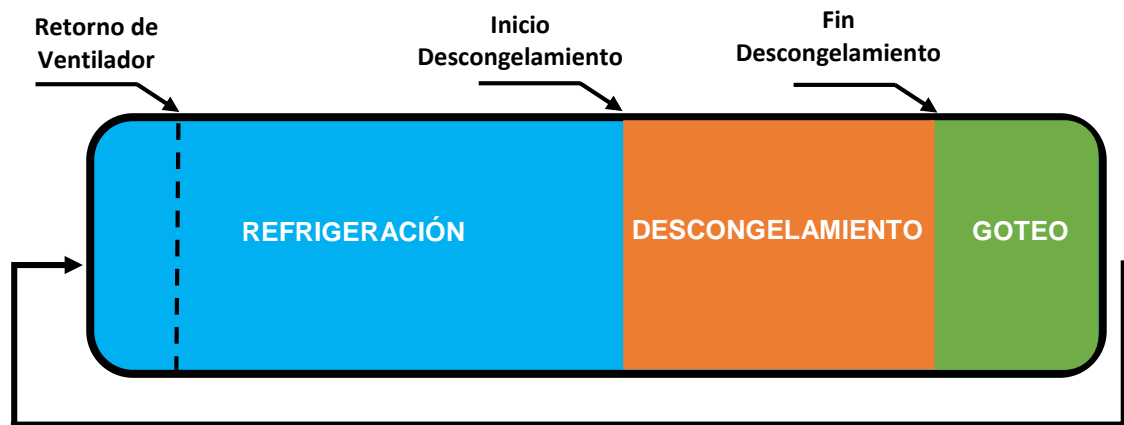 Retorno de
Ventilador
Inicio
Descongelamiento
Fin
Descongelamiento
REFRIGERACIÓN
DESCONGELAMIENTO
GOTEO